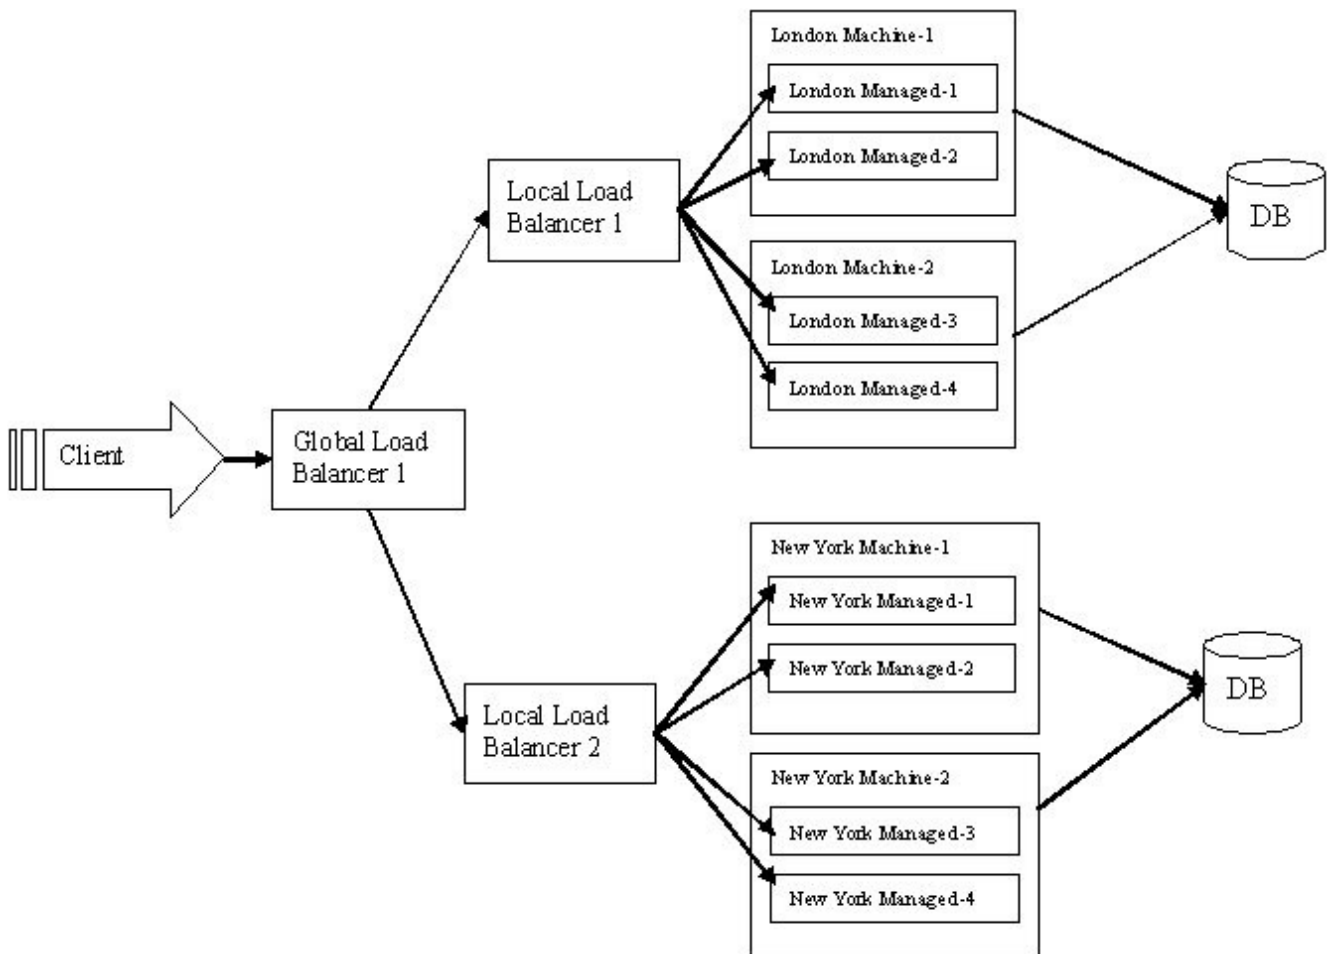 London Machine-1
London Managed-1
London Managed-2
Local Load
Balancer 1
DB
London Machine-2
London Managed-3
London Managed-4
Client
Global Load
Balancer 1
New York Machine-1
New York Managed-1
New York Managed-2
Local Load
Balancer 2
DB
New York Machine-2
New York Managed-3
New York Managed-4